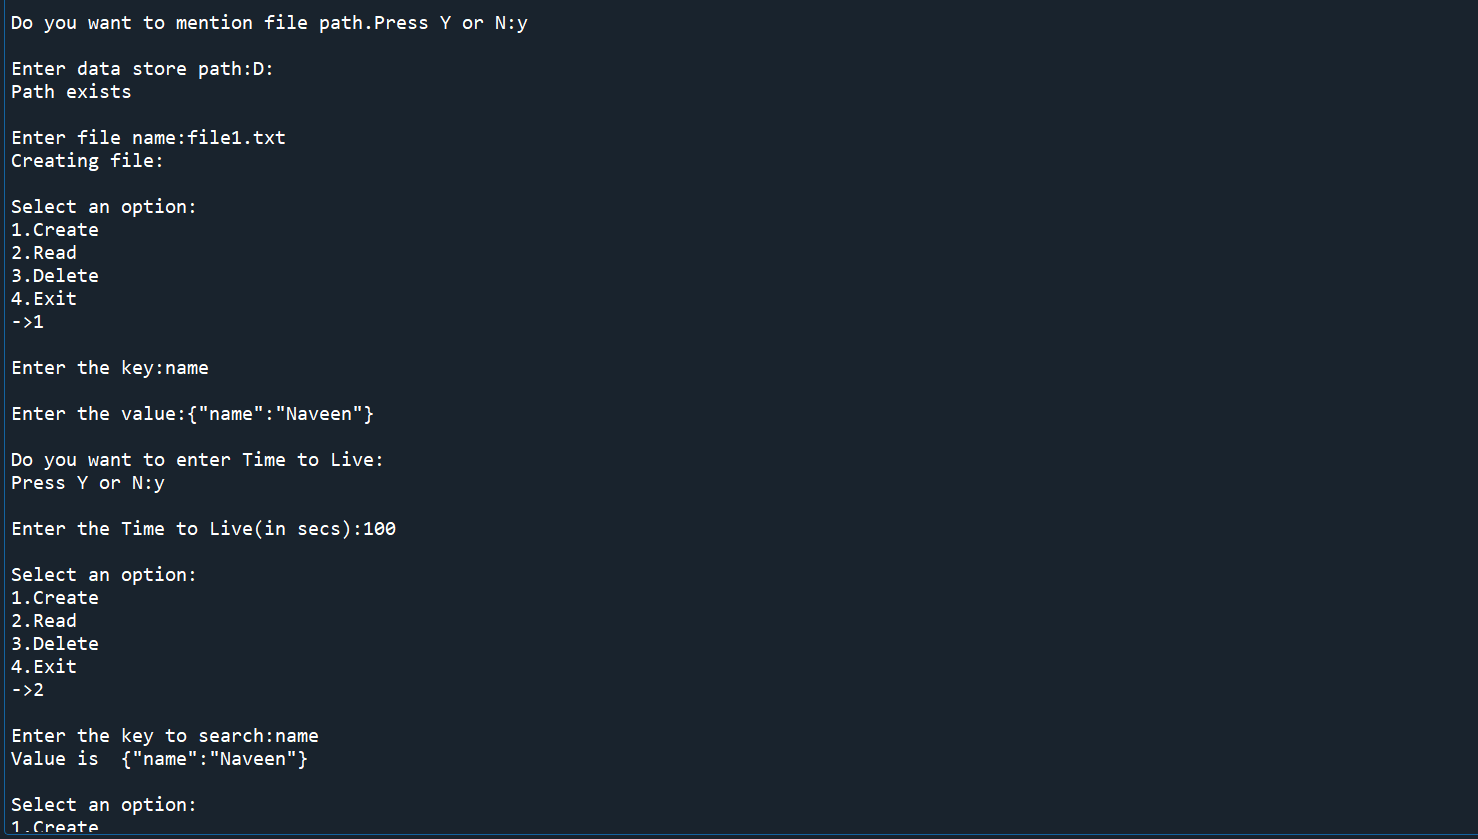 Do you want to mention file path.Press Y or N:y
Enter data store path:D:
Path exists
Enter file name:file1.txt
Creating file:
Select an option:
1.Create
2.Read
3.Delete
4.Exit
->1
Enter the key:name
Enter the value:{"name":"Naveen"}
Do you want to enter Time to Live:
Press Y or N:y
Enter the Time to Live(in secs):100
Select an option:
1.Create
2.Read
3.Delete
4.Exit
->2
Enter the key to search:name
Value is  {"name":"Naveen"}
Select an option:
1.Create